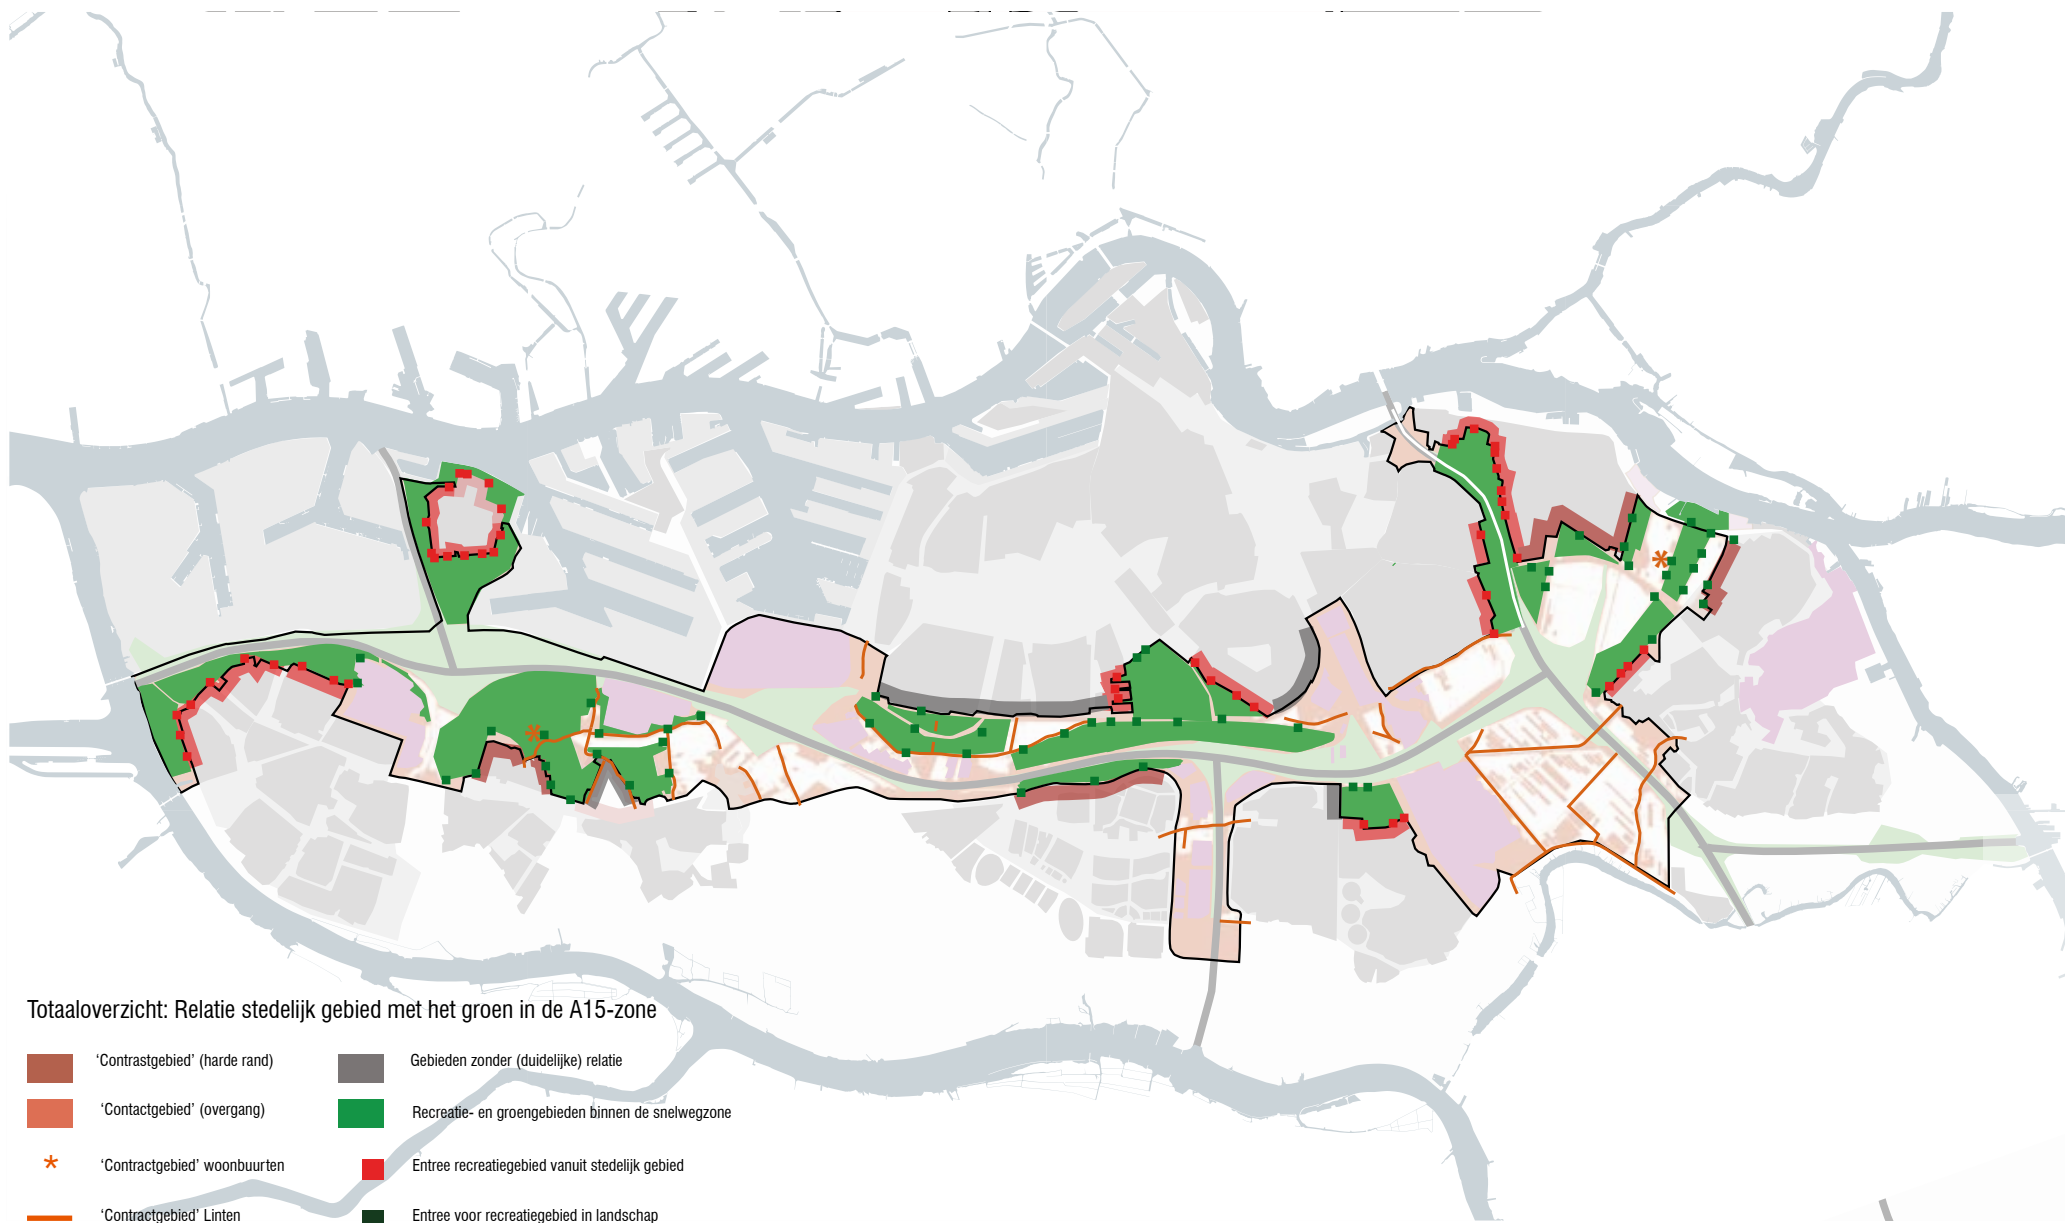 Totaaloverzicht: Relatie stedelijk gebied met het groen in de A15-zone
‘Contrastgebied’ (harde rand)
‘Contactgebied’ (overgang)
‘Contractgebied’ woonbuurten
‘Contractgebied’ Linten
Gebieden zonder (duidelijke) relatie
Recreatie- en groengebieden binnen de snelwegzone
Entree recreatiegebied vanuit stedelijk gebied
Entree voor recreatiegebied in landschap